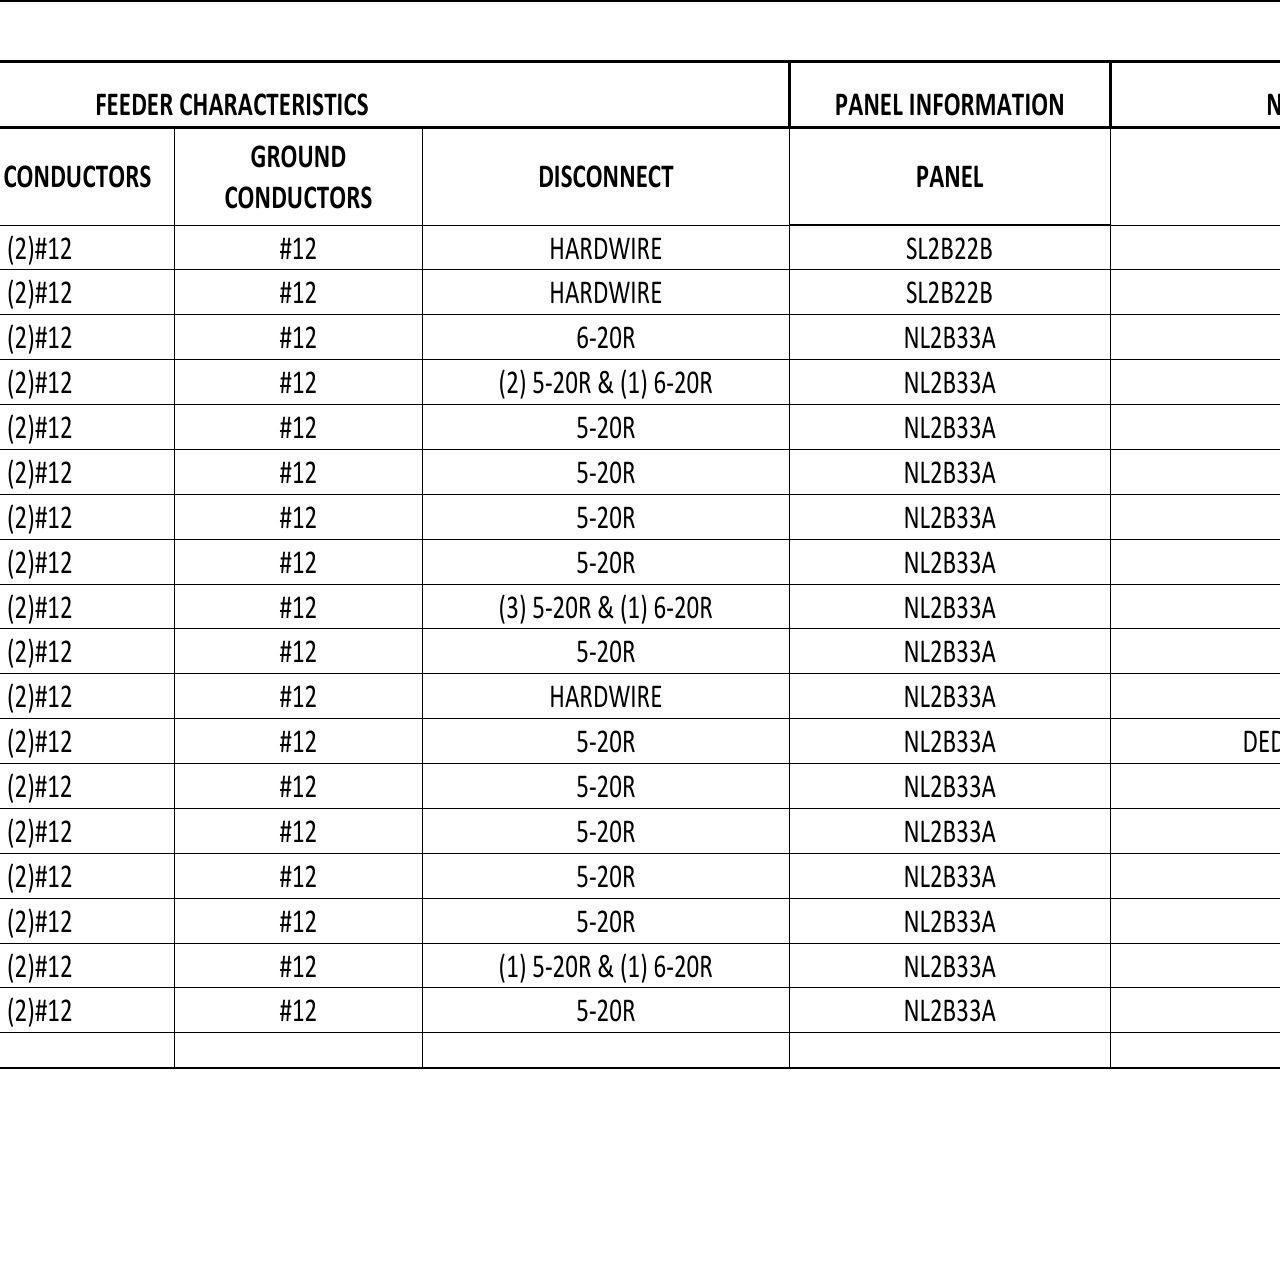 FEEDER CHARACTERISTICS PANEL INFORMATION N
CONDUCTORS GROUND CONDUCTORS DISCONNECT PANEL
(2)#12 #12 HARDWIRE SL2B22B
(2)#12 #12 HARDWIRE SL2B22B
(2)#12 #12 6-20R NL2B33A
(2)#12 #12 (2) 5-20R & (1) 6-20R NL2B33A
(2)#12 #12 5-20R NL2B33A
(2)#12 #12 5-20R NL2B33A
(2)#12 #12 5-20R NL2B33A
(2)#12 #12 5-20R NL2B33A
(2)#12 #12 (3) 5-20R & (1) 6-20R NL2B33A
(2)#12 #12 5-20R NL2B33A
(2)#12 #12 HARDWIRE NL2B33A
(2)#12 #12 5-20R NL2B33A DED
(2)#12 #12 5-20R NL2B33A
(2)#12 #12 5-20R NL2B33A
(2)#12 #12 5-20R NL2B33A
(2)#12 #12 5-20R NL2B33A
(2)#12 #12 (1) 5-20R & (1) 6-20R NL2B33A
(2)#12 #12 5-20R NL2B33A